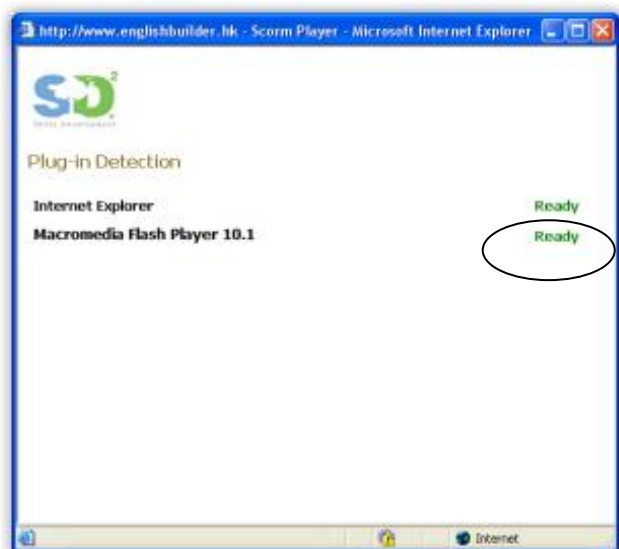 http://www.englishbuilder.hk - Scorm Player - Microsoft Internet Explorer
SD2
Plug-in Detection
Internet Explorer Ready
Macromedia Flash Player 10.1 Ready
Internet